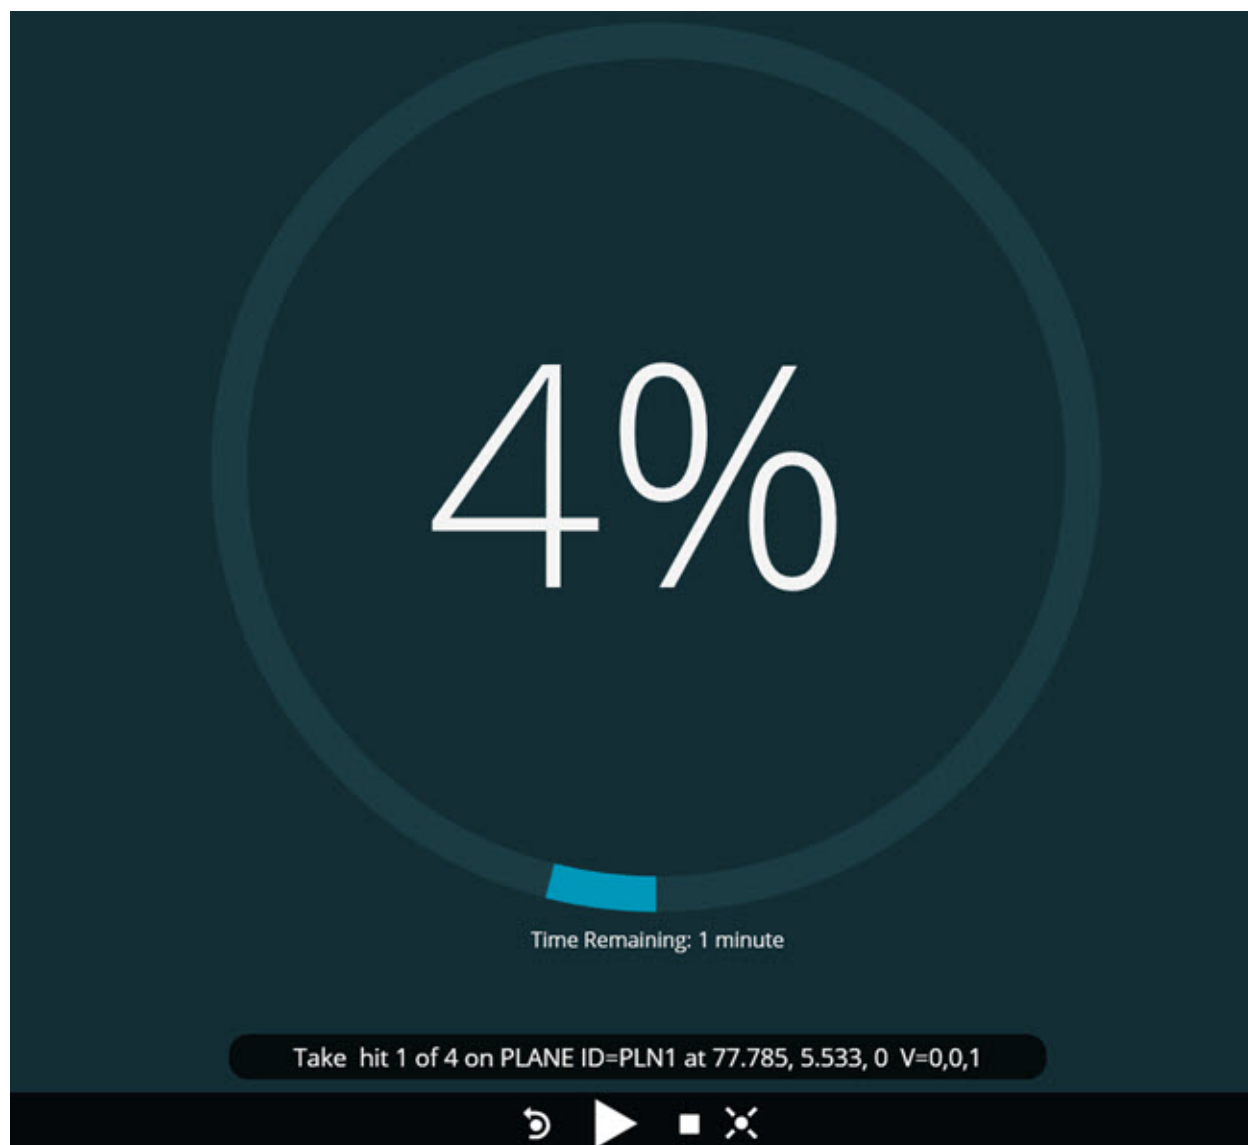 4%
Time Remaining: 1 minute
Take  hit 1 of 4 on PLANE ID=PLN1 at 77.785, 5.533, 0  V=0,0,1